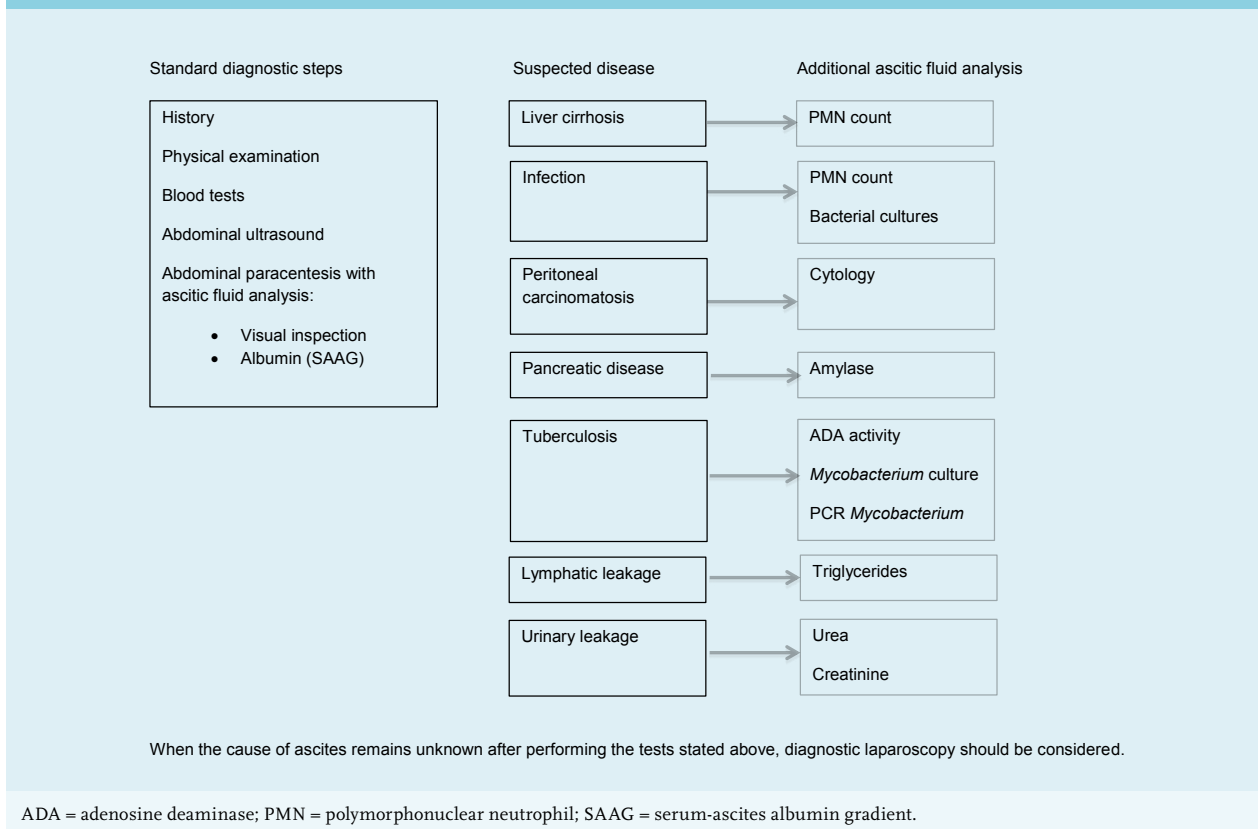 Standard diagnostic steps
Suspected disease
Additional ascitic fluid analysis
History
Physical examination
Blood tests
Abdominal ultrasound
Abdominal paracentesis with
ascitic fluid analysis:
• Visual inspection
• Albumin (SAAG)
Liver cirrhosis
PMN count
Infection
PMN count
Bacterial cultures
Peritoneal
carcinomatosis
Cytology
Pancreatic disease
Amylase
Tuberculosis
ADA activity
Mycobacterium culture
PCR Mycobacterium
Lymphatic leakage
Triglycerides
Urinary leakage
Urea
Creatinine
When the cause of ascites remains unknown after performing the tests stated above, diagnostic laparoscopy should be considered.
ADA = adenosine deaminase; PMN = polymorphonuclear neutrophil; SAAG = serum-ascites albumin gradient.